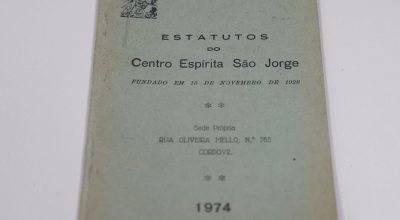 ESTATUTOS
DO
Centro Espírita São Jorge
FUNDADO EM 15 DE NOVEMBRO DE 1928
Sede Própria
RUA OLIVEIRA MELLO, N.º 765
CORDOVIL
1974